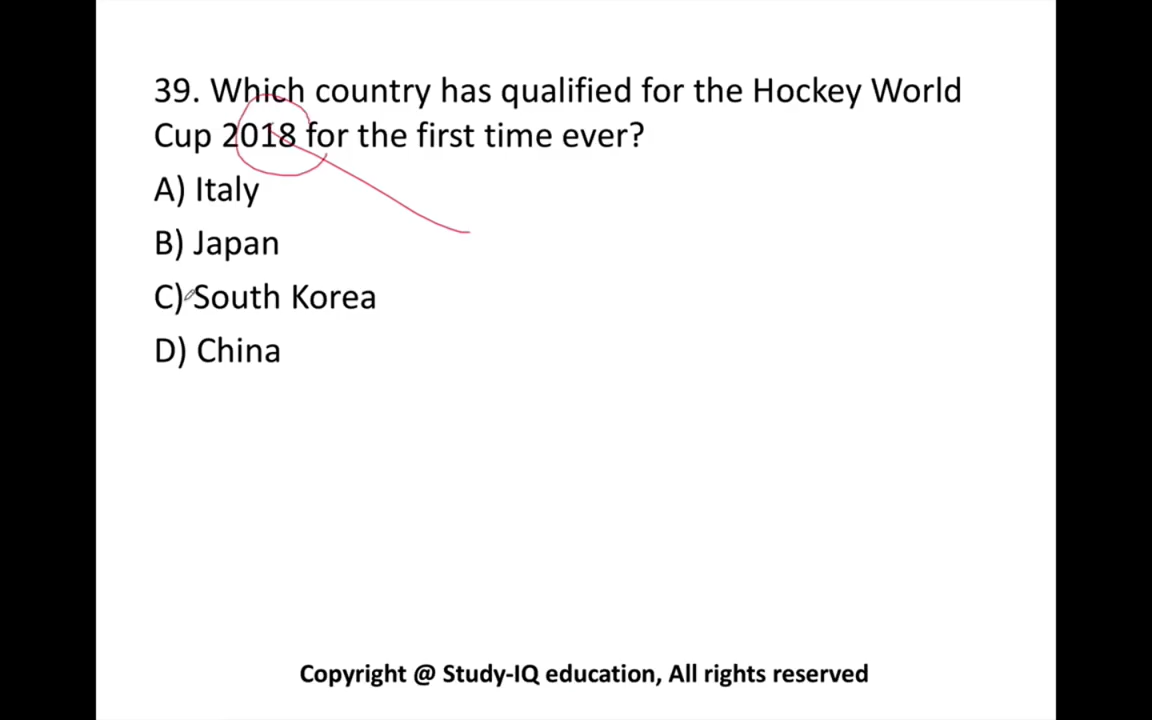 39. Which country has qualified for the Hockey World
Cup 2018 for the first time ever?
A) Italy
B) Japan
C) South Korea
D) China
Copyright @ Study-IQ education, All rights reserved